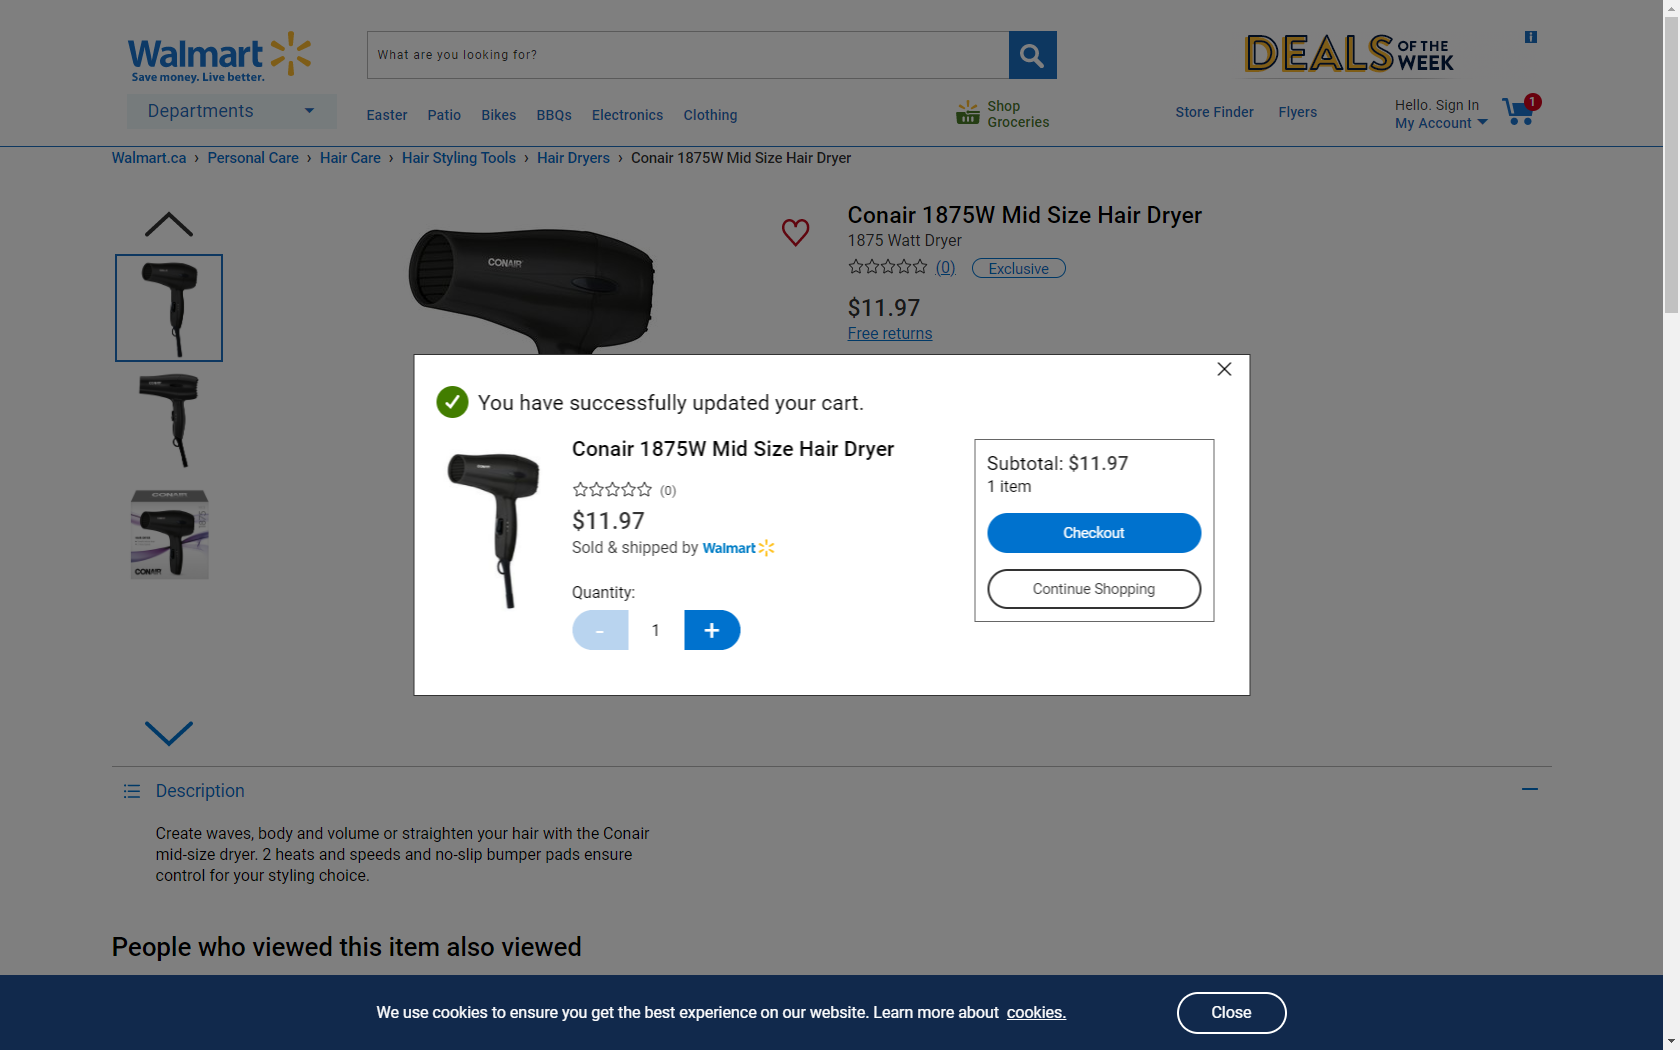 Walmart
Save money. Live better.
What are you looking for?
DEALS OF THE WEEK
Departments
Easter
Patio
Bikes
BBQs
Electronics
Clothing
Shop
Groceries
Store Finder
Flyers
Hello. Sign In
My Account
1
Walmart.ca › Personal Care › Hair Care › Hair Styling Tools › Hair Dryers › Conair 1875W Mid Size Hair Dryer
CONAIR
Conair 1875W Mid Size Hair Dryer
1875 Watt Dryer
(0)
Exclusive
$11.97
Free returns
You have successfully updated your cart.
Conair 1875W Mid Size Hair Dryer
(0)
$11.97
Sold & shipped by Walmart
Quantity:
- 1 +
Subtotal: $11.97
1 item
Checkout
Continue Shopping
CONAIR
CONAIR
CONAIR
Description
Create waves, body and volume or straighten your hair with the Conair
mid-size dryer. 2 heats and speeds and no-slip bumper pads ensure
control for your styling choice.
People who viewed this item also viewed
We use cookies to ensure you get the best experience on our website. Learn more about cookies.
Close